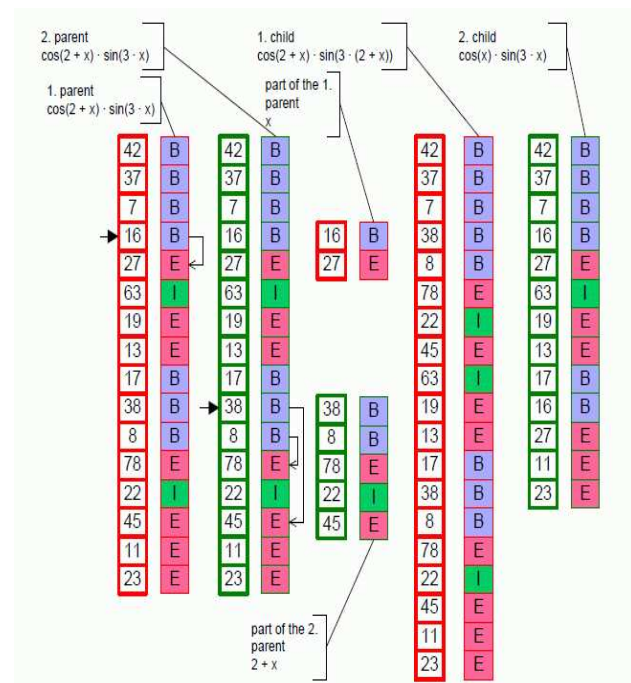 2. parent
cos(2 + x) · sin(3 · x)
1. child
cos(2 + x) · sin(3 · (2 + x))
2. child
cos(x) · sin(3 · x)
1. parent
cos(2 + x) · sin(3 · x)
part of the 1.
parent
x
42 B 42 B 42 B 42 B
37 B 37 B 37 B 37 B
7 B 7 B 7 B 7 B
16 B 16 B 16 B 38 B 16 B
27 E 27 E 27 E 8 B 27 E
63 I 63 I 78 E 63 I
19 E 19 E 22 I 19 E
13 E 13 E 45 E 13 E
17 B 17 B 63 I 17 B
38 B 38 B 38 B 19 E 16 B
8 B 8 B 8 B 13 E 27 E
78 E 78 E 78 E 17 B 11 E
22 I 22 I 22 I 38 B 23 E
45 E 45 E 45 E 8 B
11 E 11 E 78 E
23 E 23 E 22 I
45 E
11 E
23 E
part of the 2.
parent
2 + x